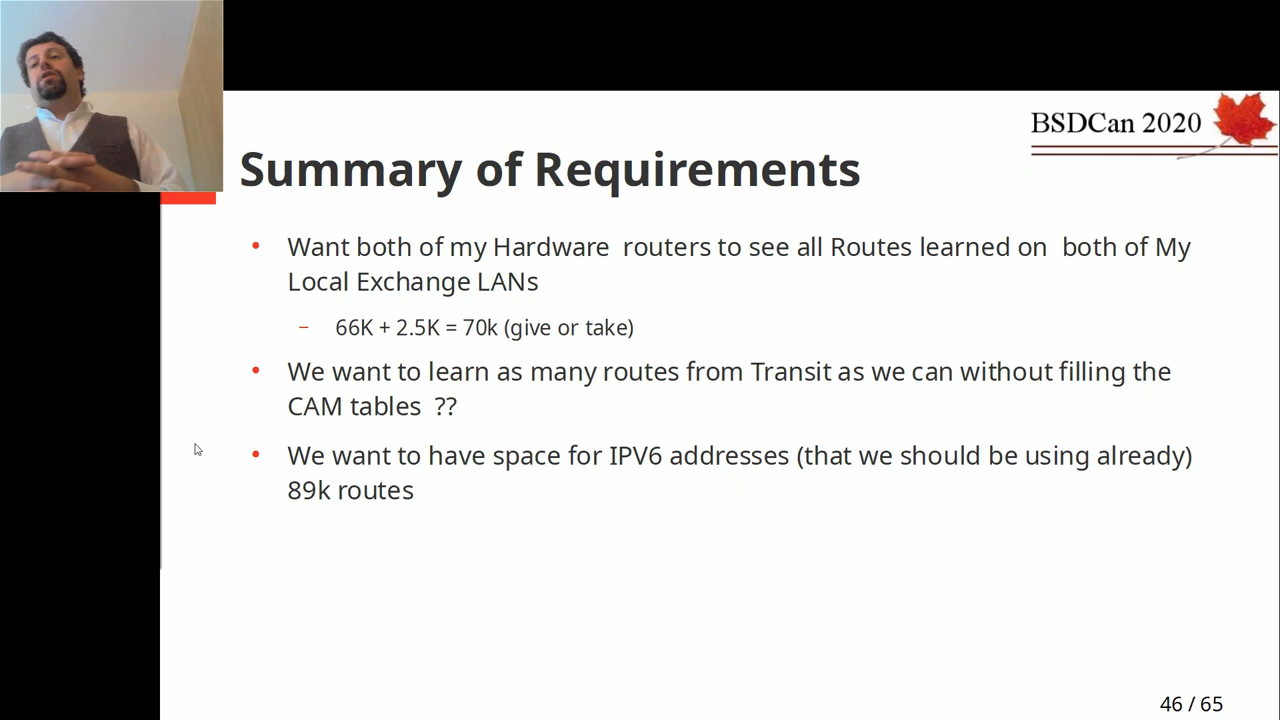 BSDCan 2020
Summary of Requirements
• Want both of my Hardware routers to see all Routes learned on both of My
Local Exchange LANs
– 66K + 2.5K = 70k (give or take)
• We want to learn as many routes from Transit as we can without filling the
CAM tables ??
• We want to have space for IPV6 addresses (that we should be using already)
89k routes
46 / 65